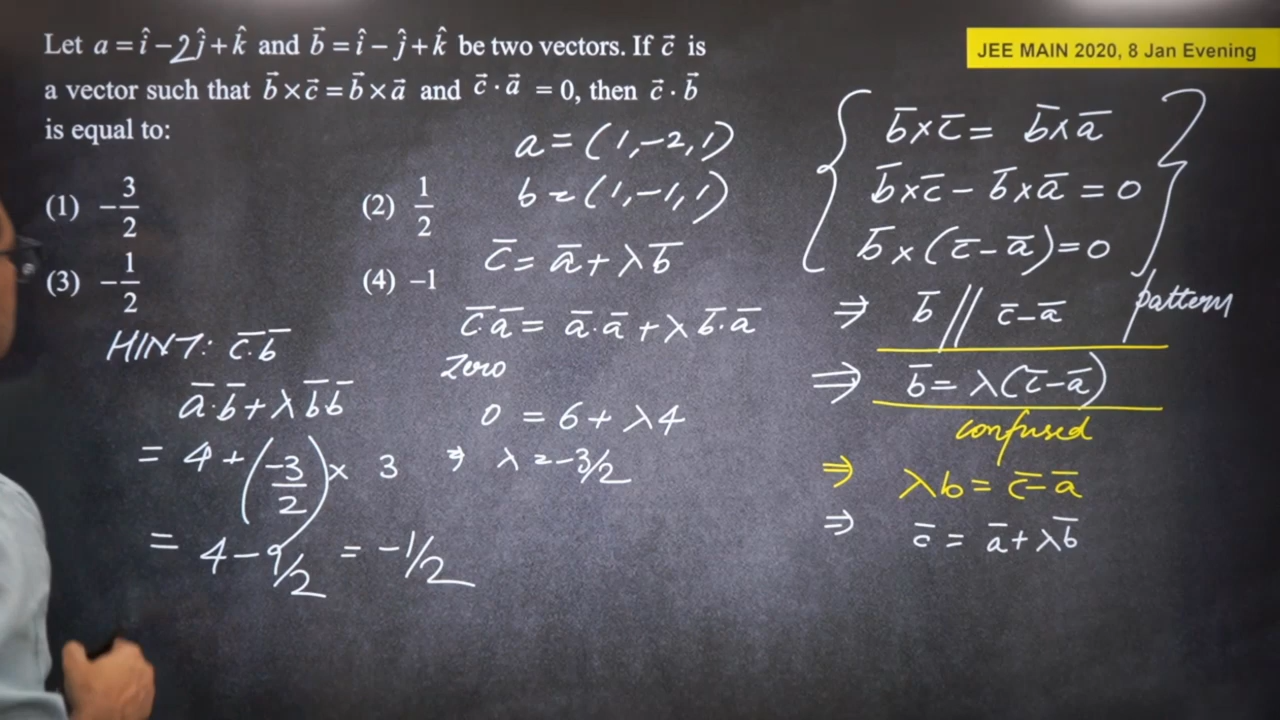 Let a = î - 2ĵ + k̂ and b⃗ = î - ĵ + k̂ be two vectors. If c⃗ is
a vector such that b⃗ × c⃗ = b⃗ × a⃗ and c⃗ · a⃗ = 0, then c⃗ · b⃗
is equal to:
(1) -3/2
(2) 1/2
(3) -1/2
(4) -1
JEE MAIN 2020, 8 Jan Evening
HINT: c̅.b̅
a̅.b̅ + λ b̅b̅
= 4 + (-3/2) × 3
= 4 - 9/2 = -1/2
a = (1, -2, 1)
b = (1, -1, 1)
c̅ = a̅ + λb̅
c̅.a̅ = a̅.a̅ + λ b̅.a̅
Zero
0 = 6 + λ4
⇒ λ = -3/2
b̅×c̅ = b̅×a̅
b̅×c̅ - b̅×a̅ = 0
b̅×(c̅-a̅) = 0
pattern
⇒ b̅ // c̅-a̅
⇒ b̅ = λ(c̅-a̅)
confused
⇒ λb = c̅-a̅
⇒ c̅ = a̅+λb̅